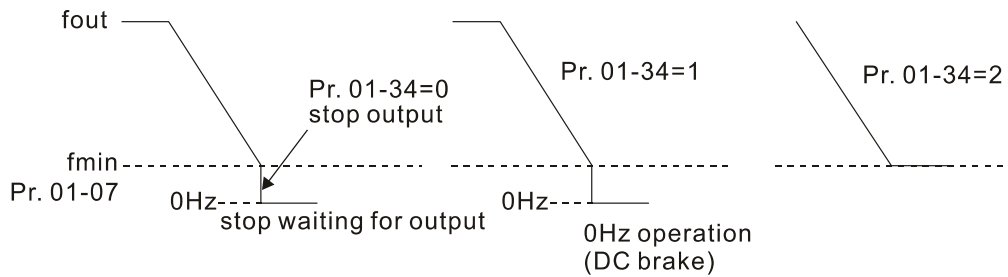 fout
Pr. 01-34=0
stop output
fmin
Pr. 01-07
0Hz
stop waiting for output
Pr. 01-34=1
0Hz
0Hz operation
(DC brake)
Pr. 01-34=2